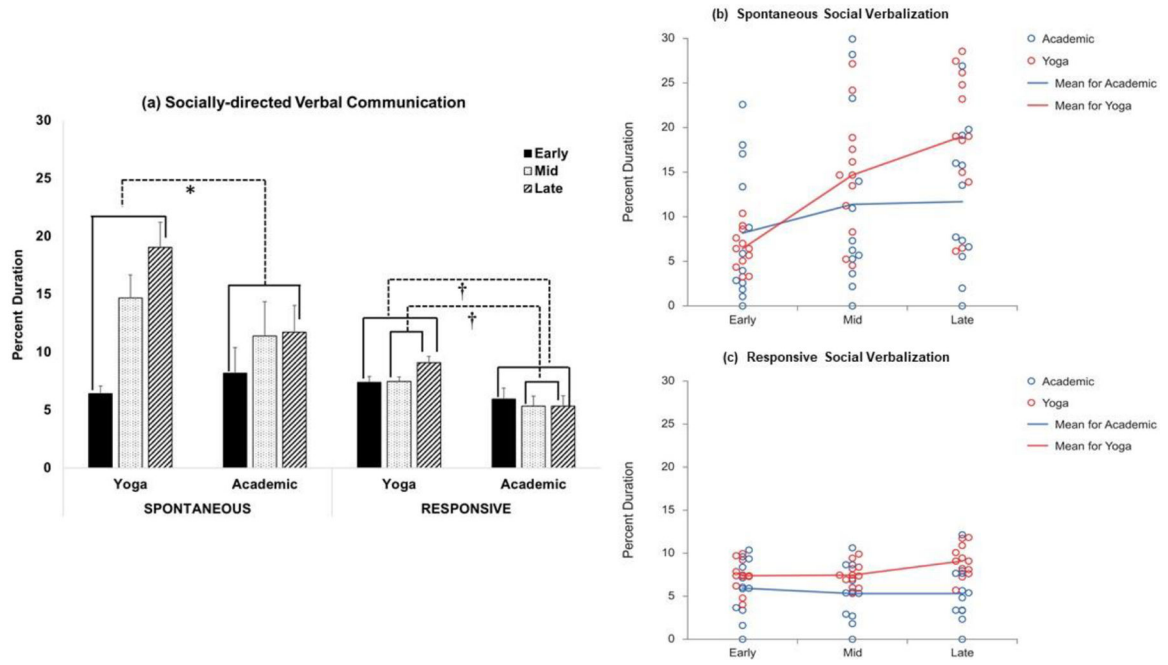 (a) Socially-directed Verbal Communication
30
25
20
15
10
5
0
Percent Duration
Early
Mid
Late
*
†
†
Yoga
Academic
Yoga
Academic
SPONTANEOUS
RESPONSIVE
(b) Spontaneous Social Verbalization
30
25
20
15
10
5
0
Percent Duration
Early
Mid
Late
Academic
Yoga
Mean for Academic
Mean for Yoga
(c) Responsive Social Verbalization
30
25
20
15
10
5
0
Percent Duration
Early
Mid
Late
Academic
Yoga
Mean for Academic
Mean for Yoga